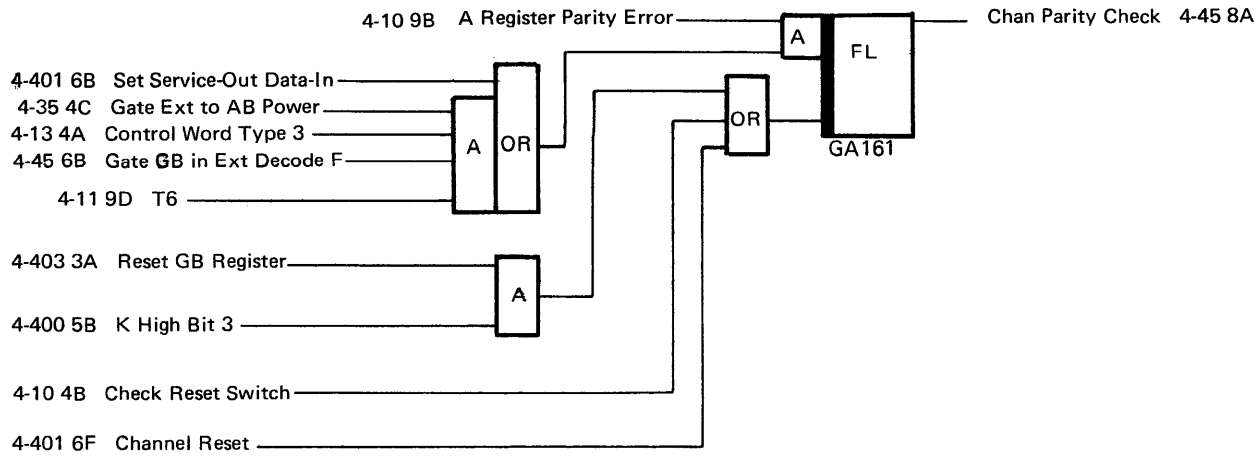 4-10 9B A Register Parity Error
Chan Parity Check 4-45 8A
A
FL
4-401 6B Set Service-Out Data-In
4-35 4C Gate Ext to AB Power
4-13 4A Control Word Type 3
4-45 6B Gate GB in Ext Decode F
4-11 9D T6
A
OR
OR
GA161
4-403 3A Reset GB Register
A
4-400 5B K High Bit 3
4-10 4B Check Reset Switch
4-401 6F Channel Reset